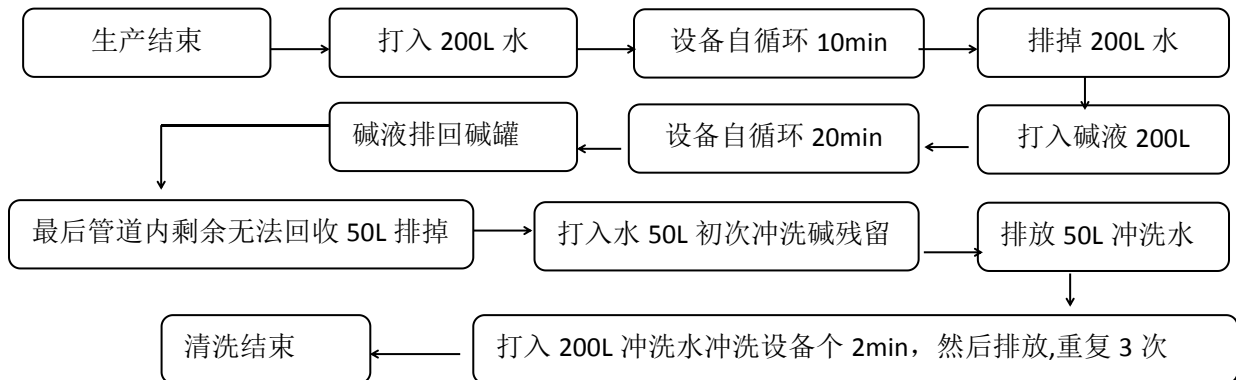 生产结束
打入 200L 水
设备自循环 10min
排掉 200L 水
打入碱液 200L
设备自循环 20min
碱液排回碱罐
最后管道内剩余无法回收 50L 排掉
打入水 50L 初次冲洗碱残留
排放 50L 冲洗水
打入 200L 冲洗水冲洗设备个 2min，然后排放,重复 3 次
清洗结束